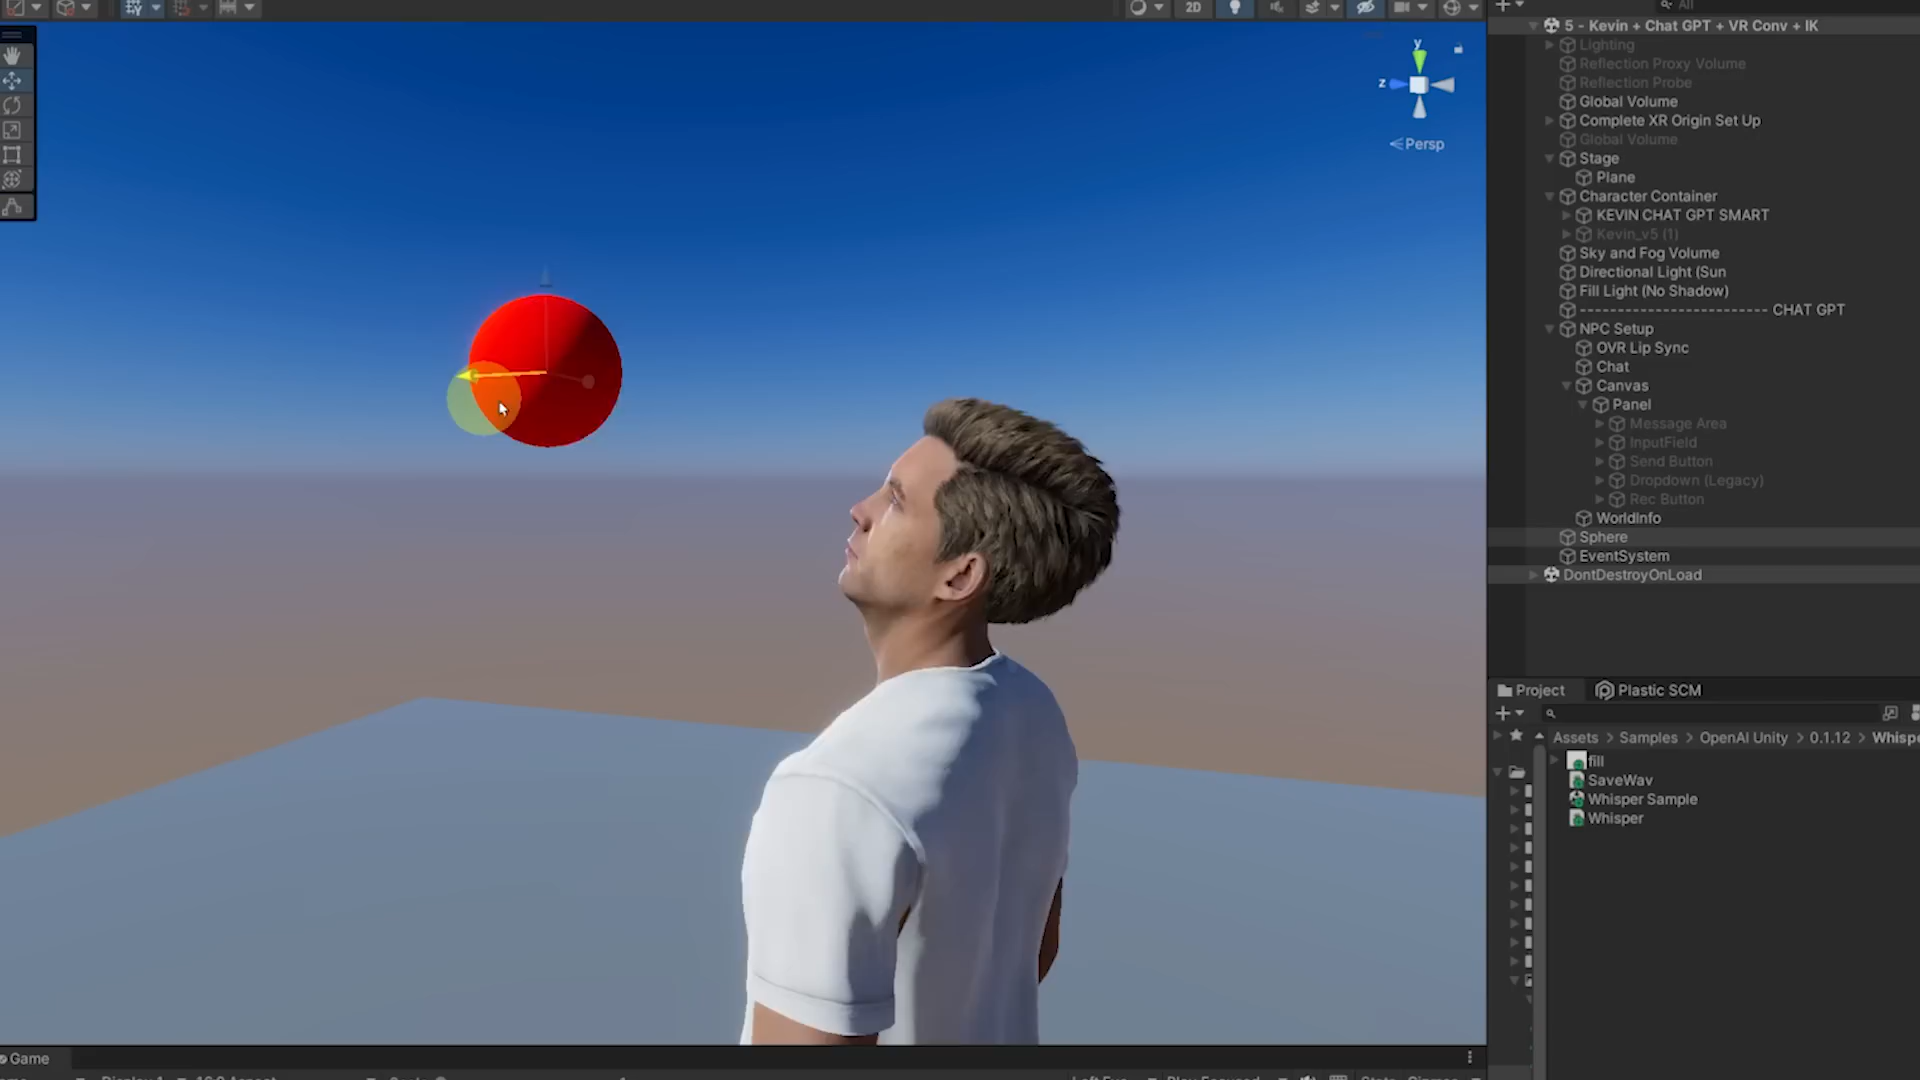 2D
All
5 - Kevin + Chat GPT + VR Conv + IK
Lighting
Reflection Proxy Volume
Reflection Probe
Global Volume
Complete XR Origin Set Up
Global Volume
Stage
Plane
Character Container
KEVIN CHAT GPT SMART
Kevin_v5 (1)
Sky and Fog Volume
Directional Light (Sun
Fill Light (No Shadow)
------------------------- CHAT GPT
NPC Setup
OVR Lip Sync
Chat
Canvas
Panel
Message Area
InputField
Send Button
Dropdown (Legacy)
Rec Button
WorldInfo
Sphere
EventSystem
DontDestroyOnLoad
y
z
Persp
Project
Plastic SCM
Assets > Samples > OpenAI Unity > 0.1.12 > Whispe
fill
SaveWav
Whisper Sample
Whisper
Game